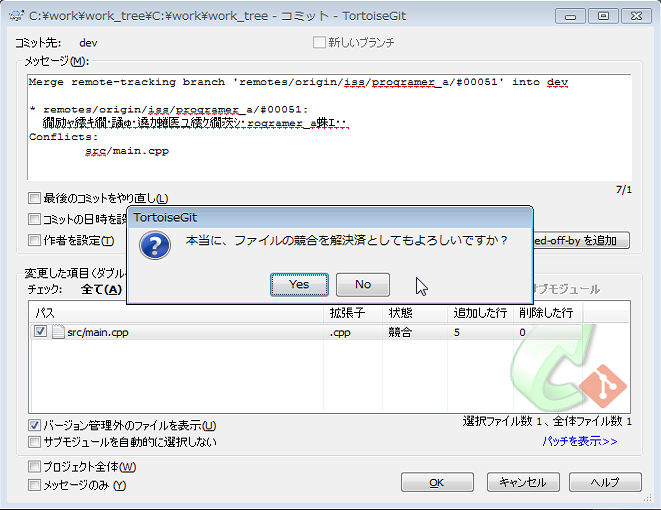 C:¥work¥work_tree¥C:¥work¥work_tree - コミット - TortoiseGit
コミット先: dev
新しいブランチ
メッセージ(M):
Merge remote-tracking branch 'remotes/origin/iss/programer_a/#00051' into dev
* remotes/origin/iss/programer_a/#00051:
Conflicts:
src/main.cpp
7/1
最後のコミットをやり直し(L)
コミットの日時を設
作者を設定(T)
ed-off-by を追加
TortoiseGit
本当に、ファイルの競合を解決済としてもよろしいですか？
Yes No
変更した項目(ダブル
チェック: 全て(A)
サブモジュール
パス 拡張子 状態 追加した行 削除した行
src/main.cpp .cpp 競合 5 0
バージョン管理外のファイルを表示(U)
選択ファイル数 1、全体ファイル数 1
サブモジュールを自動的に選択しない
パッチを表示>>
プロジェクト全体(W)
メッセージのみ (Y)
OK キャンセル ヘルプ